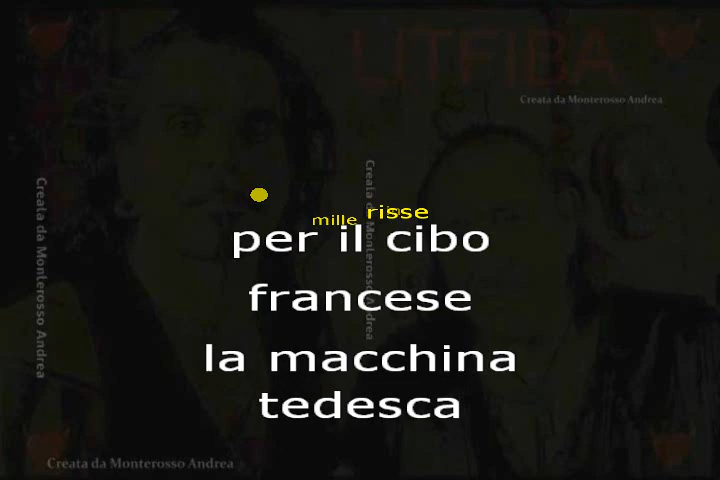 LITFIBA
Creata da Monterosso Andrea
Creata da Monterosso Andrea
Creata da Monterosso Andrea
mille risse
per il cibo
francese
la macchina
tedesca
Creata da Monterosso Andrea